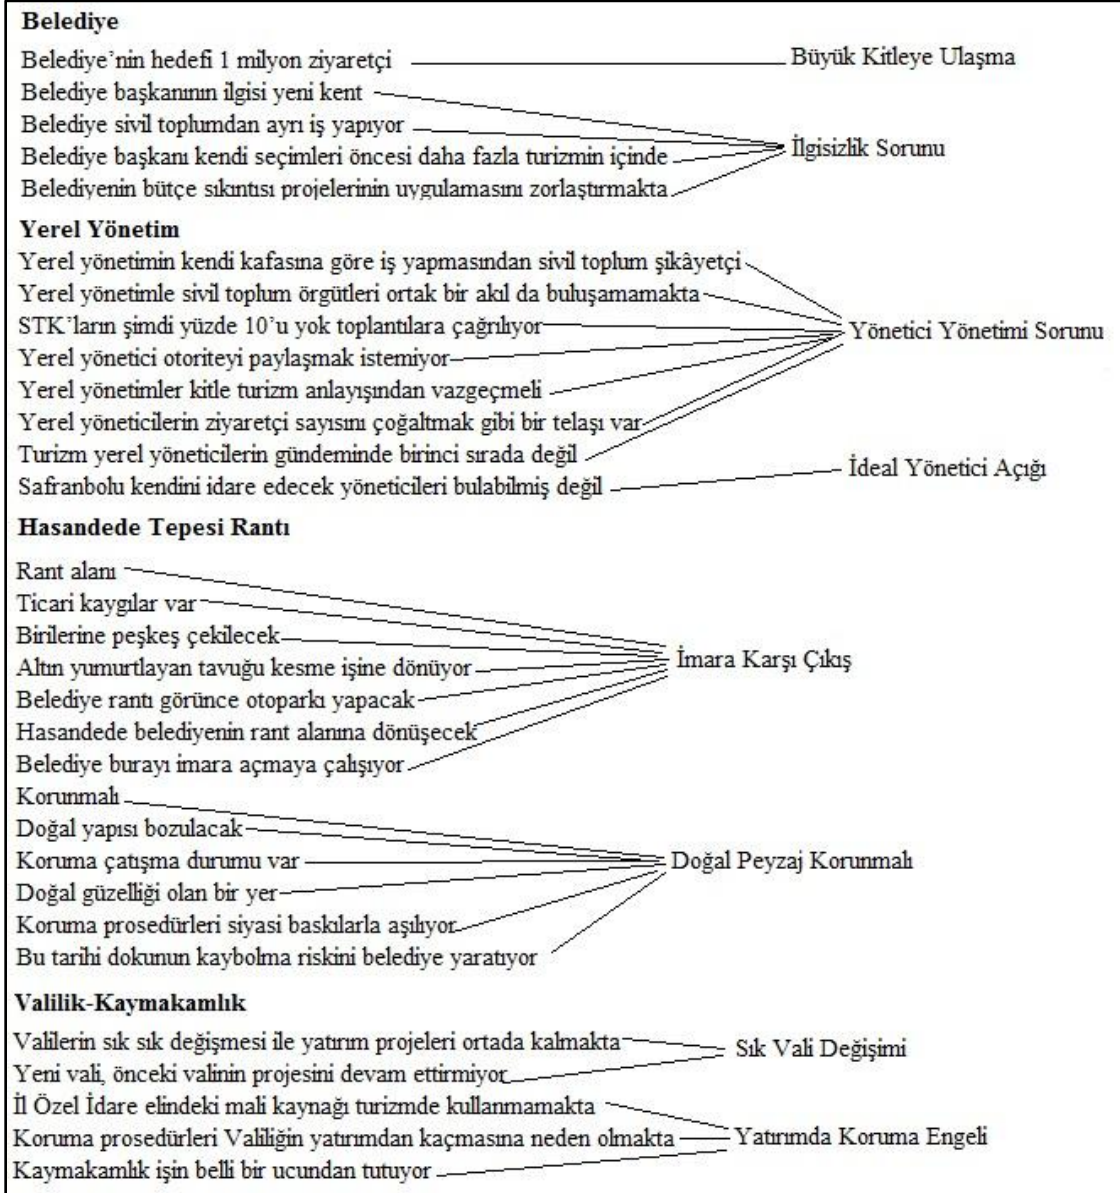 Belediye
Belediye’nin hedefi 1 milyon ziyaretçi
Büyük Kitleye Ulaşma
Belediye başkanının ilgisi yeni kent
Belediye sivil toplumdan ayrı iş yapıyor
İlgisizlik Sorunu
Belediye başkanı kendi seçimleri öncesi daha fazla turizmin içinde
Belediyenin bütçe sıkıntısı projelerinin uygulamasını zorlaştırmakta
Yerel Yönetim
Yerel yönetimin kendi kafasına göre iş yapmasından sivil toplum şikâyetçi
Yerel yönetimle sivil toplum örgütleri ortak bir akıl da buluşamamakta
STK’ların şimdi yüzde 10’u yok toplantılara çağrılıyor
Yönetici Yönetimi Sorunu
Yerel yönetici otoriteyi paylaşmak istemiyor
Yerel yönetimler kitle turizm anlayışından vazgeçmeli
Yerel yöneticilerin ziyaretçi sayısını çoğaltmak gibi bir telaşı var
Turizm yerel yöneticilerin gündeminde birinci sırada değil
İdeal Yönetici Açığı
Safranbolu kendini idare edecek yöneticileri bulabilmiş değil
Hasandede Tepesi Rantı
Rant alanı
Ticari kaygılar var
Birilerine peşkeş çekilecek
İmara Karşı Çıkış
Altın yumurtlayan tavuğu kesme işine dönüyor
Belediye rantı görünce otoparkı yapacak
Hasandede belediyenin rant alanına dönüşecek
Belediye burayı imara açmaya çalışıyor
Korunmalı
Doğal yapısı bozulacak
Koruma çatışma durumu var
Doğal Peyzaj Korunmalı
Doğal güzelliği olan bir yer
Koruma prosedürleri siyasi baskılarla aşılıyor
Bu tarihi dokunun kaybolma riskini belediye yaratıyor
Valilik-Kaymakamlık
Valilerin sık sık değişmesi ile yatırım projeleri ortada kalmakta
Sık Vali Değişimi
Yeni vali, önceki valinin projesini devam ettirmiyor
İl Özel İdare elindeki mali kaynağı turizmde kullanmamakta
Koruma prosedürleri Valiliğin yatırımdan kaçmasına neden olmakta
Yatırımda Koruma Engeli
Kaymakamlık işin belli bir ucundan tutuyor